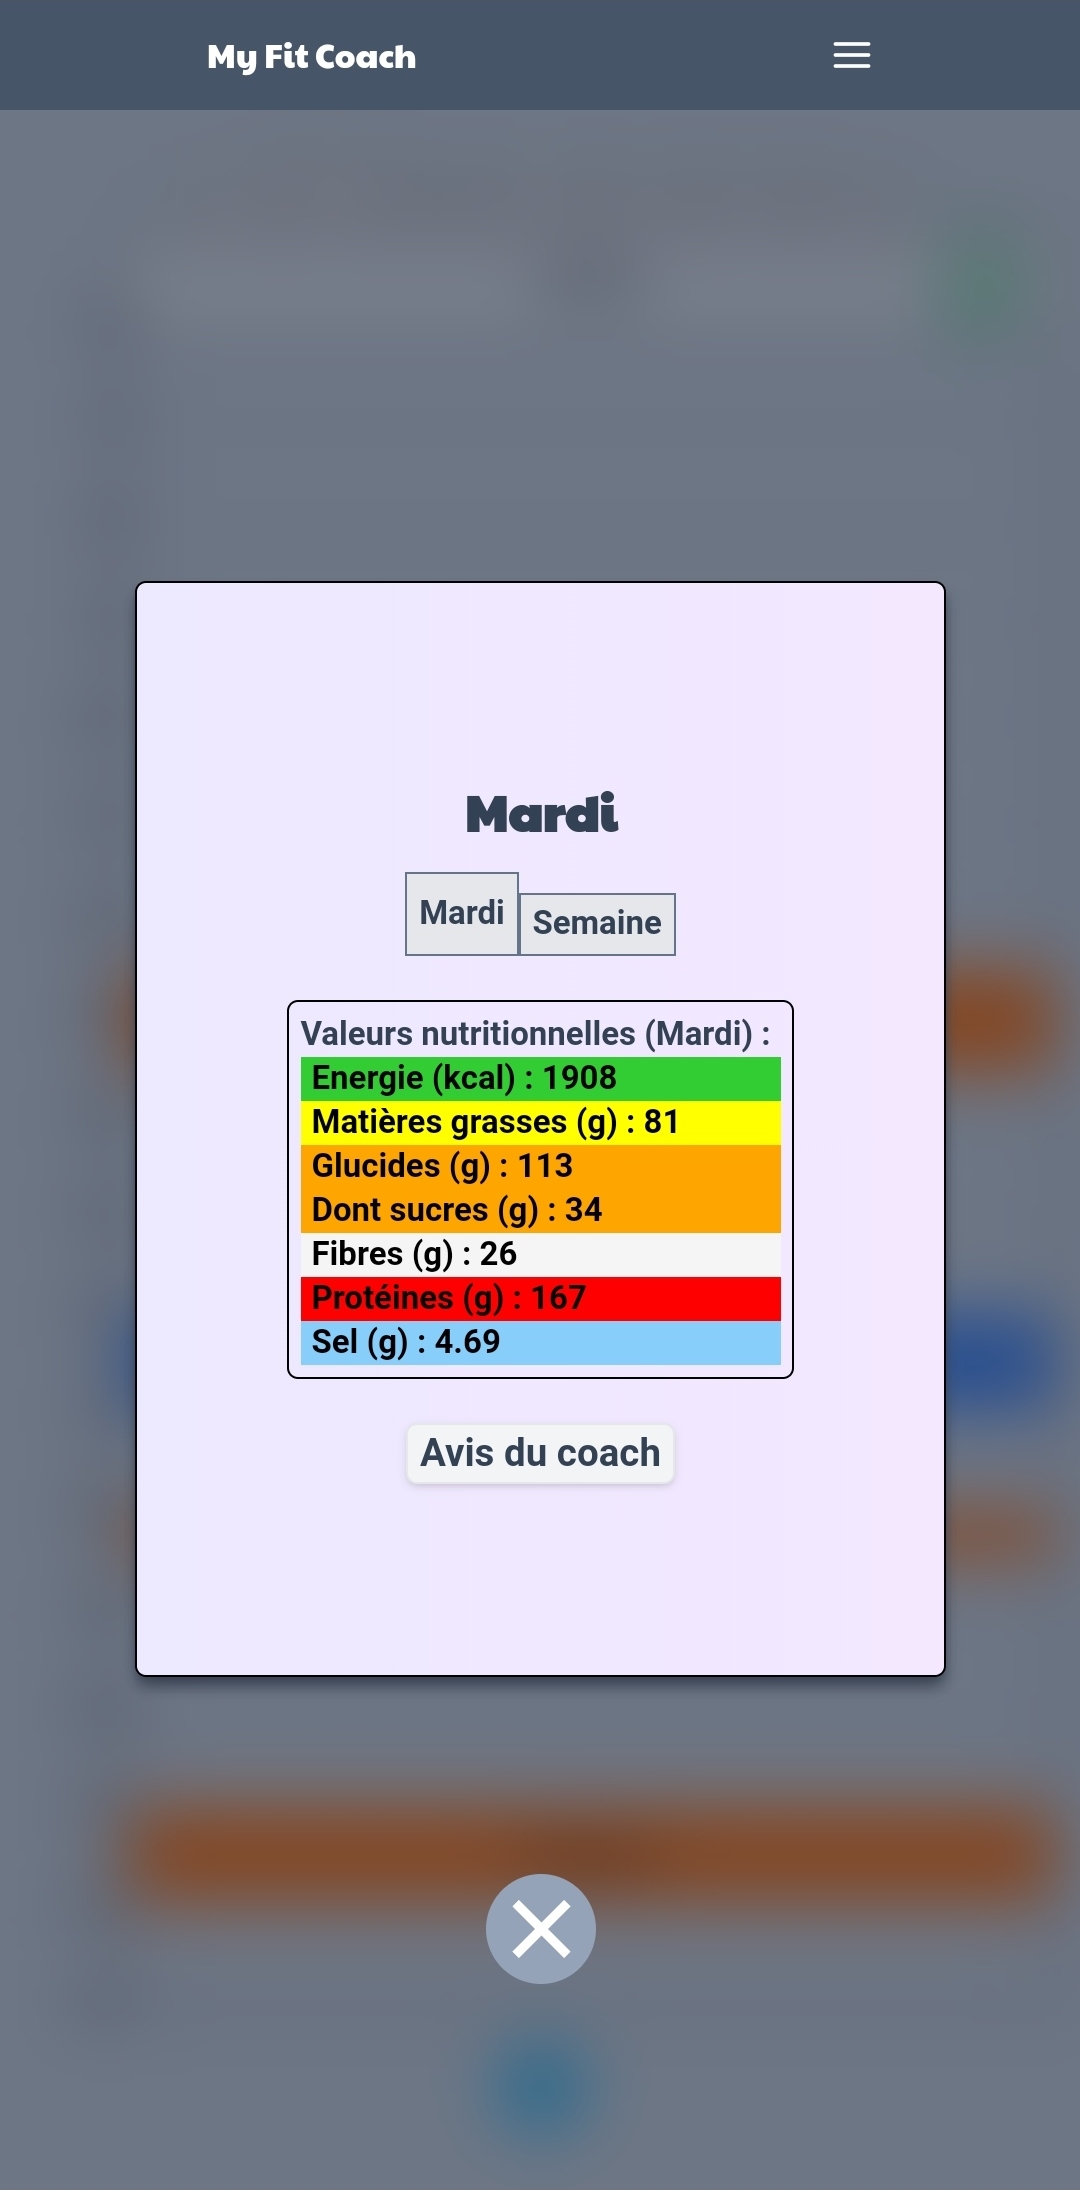 My Fit Coach
Mardi
Mardi
Semaine
Valeurs nutritionnelles (Mardi) :
Energie (kcal) : 1908
Matières grasses (g) : 81
Glucides (g) : 113
Dont sucres (g) : 34
Fibres (g) : 26
Protéines (g) : 167
Sel (g) : 4.69
Avis du coach